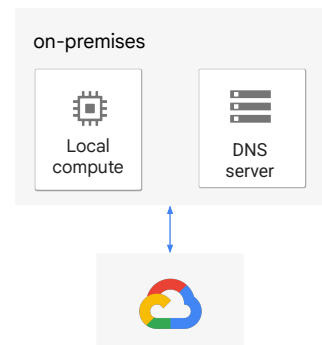 on-premises
Local
compute
DNS
server